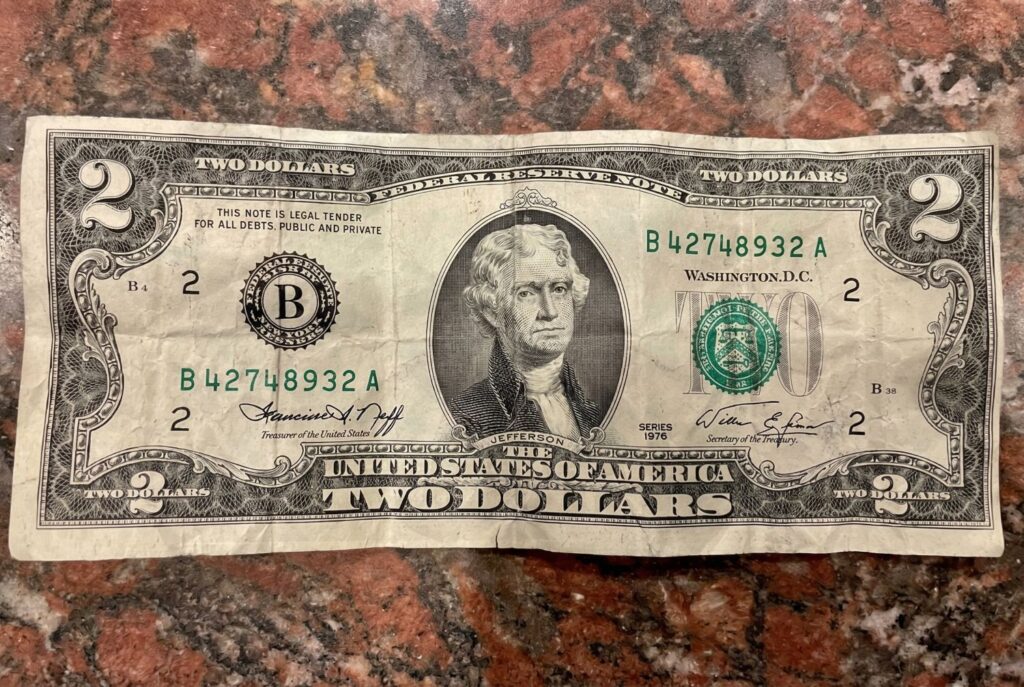 2
TWO DOLLARS
FEDERAL RESERVE NOTE
TWO DOLLARS
2
THIS NOTE IS LEGAL TENDER
FOR ALL DEBTS, PUBLIC AND PRIVATE
B 42748932 A
WASHINGTON, D.C.
B 4
2
B
2
TWO
B 42748932 A
B 38
2
Treasurer of the United States
JEFFERSON
SERIES
1976
Secretary of the Treasury.
2
THE
UNITED STATES OF AMERICA
TWO DOLLARS
TWO DOLLARS
2
TWO DOLLARS
2